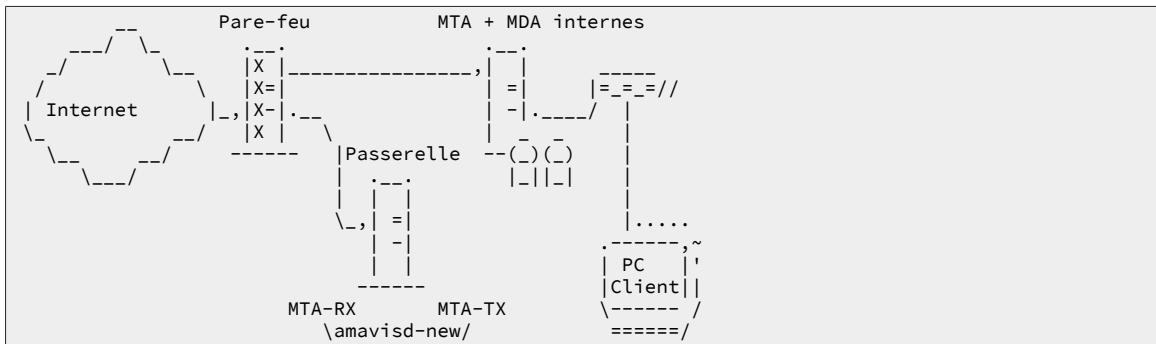 Pare-feu MTA + MDA internes
Internet
Passerelle
PC
Client
MTA-RX MTA-TX
\amavisd-new/